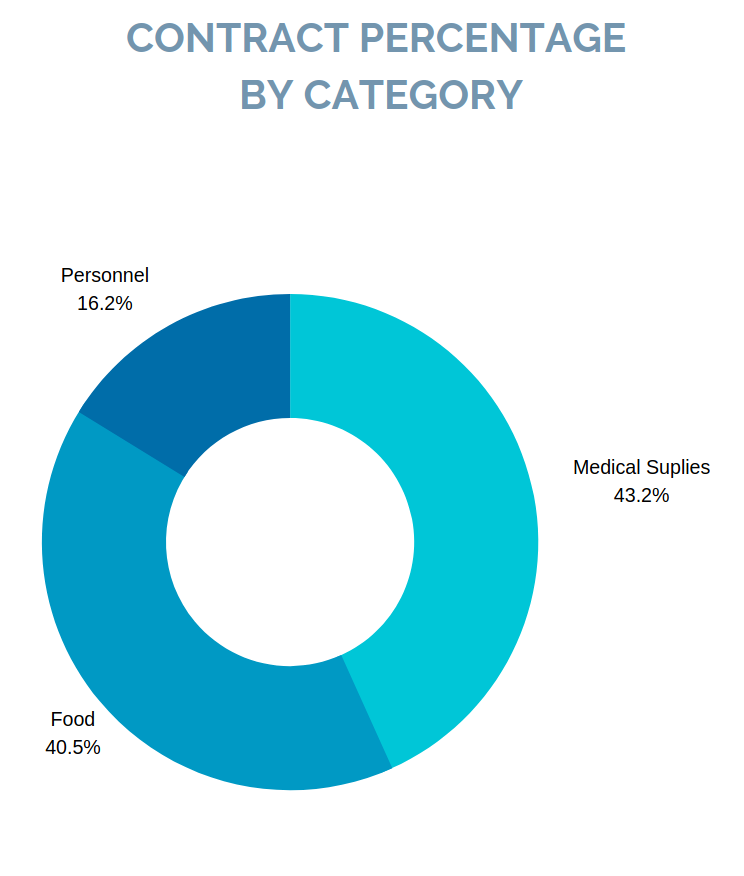 CONTRACT PERCENTAGE
BY CATEGORY
Personnel
16.2%
Medical Suplies
43.2%
Food
40.5%